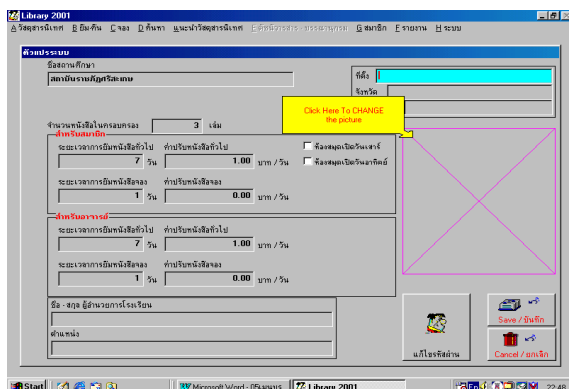 Library 2001
A วัสดุสารนิเทศ B ยืม-คืน C จอง D ค้นหา แนะนำวัสดุสารนิเทศ G สมาชิก F รายงาน H ระบบ
ตัวแปรระบบ
ชื่อสถานศึกษา
สถาบันราชภัฏศรีสะเกษ
ที่ตั้ง
จังหวัด
Click Here To CHANGE
the picture
จำนวนหนังสือในครอบครอง 3 เล่ม
สำหรับสมาชิก
ระยะเวลาการยืมหนังสือทั่วไป ค่าปรับหนังสือทั่วไป ห้องสมุดเปิดวันเสาร์
7 วัน 1.00 บาท / วัน ห้องสมุดเปิดวันอาทิตย์
ระยะเวลาการยืมหนังสือจอง ค่าปรับหนังสือจอง
1 วัน 0.00 บาท / วัน
สำหรับอาจารย์
ระยะเวลาการยืมหนังสือทั่วไป ค่าปรับหนังสือทั่วไป
7 วัน 1.00 บาท / วัน
ระยะเวลาการยืมหนังสือจอง ค่าปรับหนังสือจอง
1 วัน 0.00 บาท / วัน
ชื่อ - สกุล ผู้อำนวยการโรงเรียน
ตำแหน่ง
แก้ไขรหัสผ่าน
Save / บันทึก
Cancel / ยกเลิก
Start Microsoft Word - 05เมนูบาร Library 2001 22:48